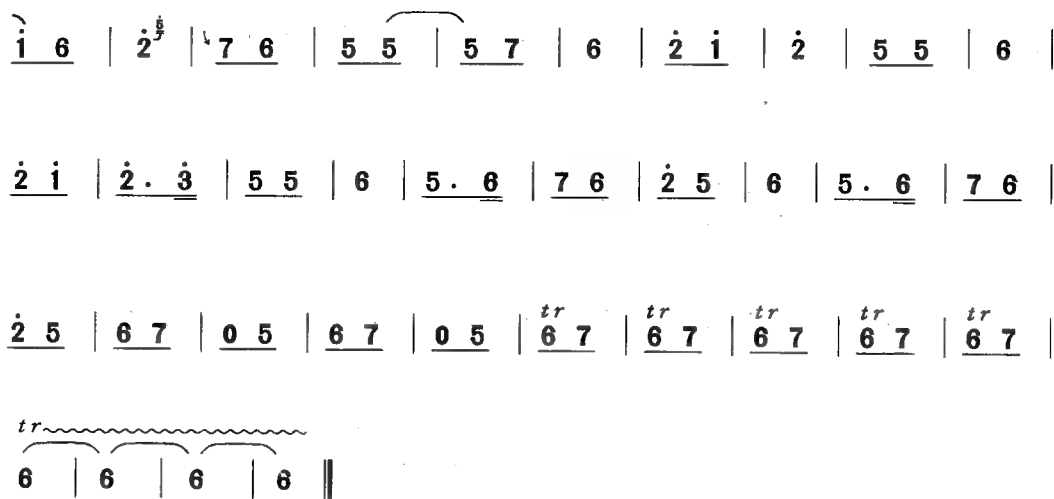 i̇ 6 | 2̇ 5 | 7 6 | 5 5 | 5 7 | 6 | 2̇ 1̇ | 2̇ | 5 5 | 6 |
2̇ 1̇ | 2̇ . 3̇ | 5 5 | 6 | 5 . 6 | 7 6 | 2̇ 5 | 6 | 5 . 6 | 7 6 |
tr tr tr tr tr
2̇ 5 | 6 7 | 0 5 | 6 7 | 0 5 | 6 7 | 6 7 | 6 7 | 6 7 | 6 7 |
tr
6 | 6 | 6 | 6 ‖